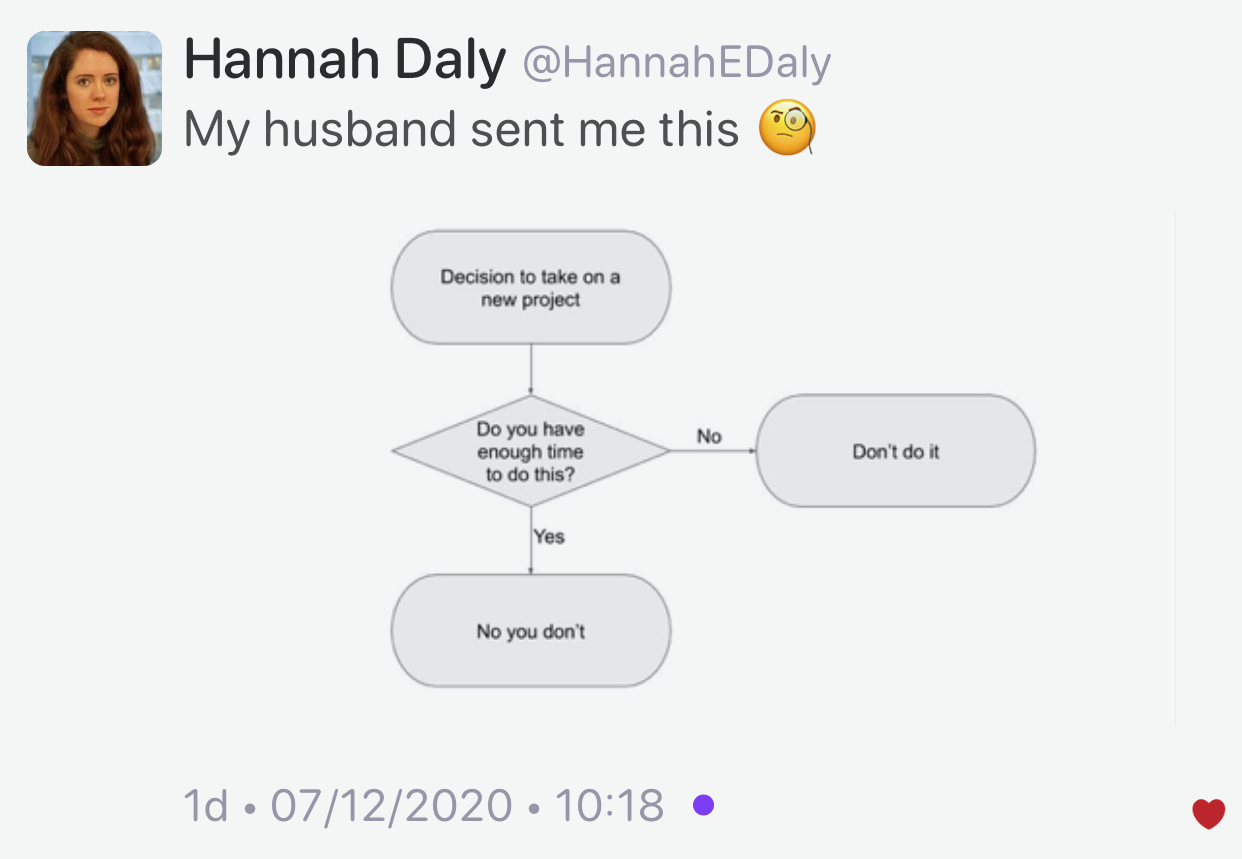 Hannah Daly @HannahEDaly
My husband sent me this 🧐
Decision to take on a
new project
Do you have
enough time
to do this?
No
Don't do it
Yes
No you don't
1d • 07/12/2020 • 10:18